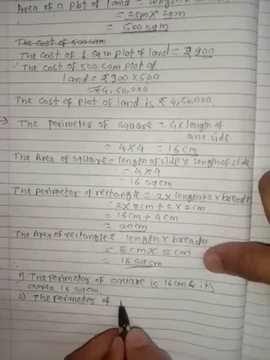 Area of a plot of land = length ×
= 25m × 20m
= 500 sqm
The cost of 500 sqm
The cost of 1 sqm plot of land = ₹900
∴ The cost of 500 sqm plot of
land = ₹900 × 500
= ₹4,50,000
The cost of plot of land is ₹ 4,50,000.
→ The perimeter of square = 4 × length of
one side
= 4 × 4 = 16 cm
The Area of square = length of side × length of side
= 4 × 4
= 16 sq cm
The perimeter of rectangle = 2 × length + 2 × breadth
= 2 × 8 cm + 2 × 2 cm
= 16 cm + 4 cm
= 20 cm
The Area of rectangle = length × breadth
= 8 cm × 2 cm
= 16 sq cm
1) The perimeter of square is 16 cm & its
area 16 sq cm.
2) The perimeter of